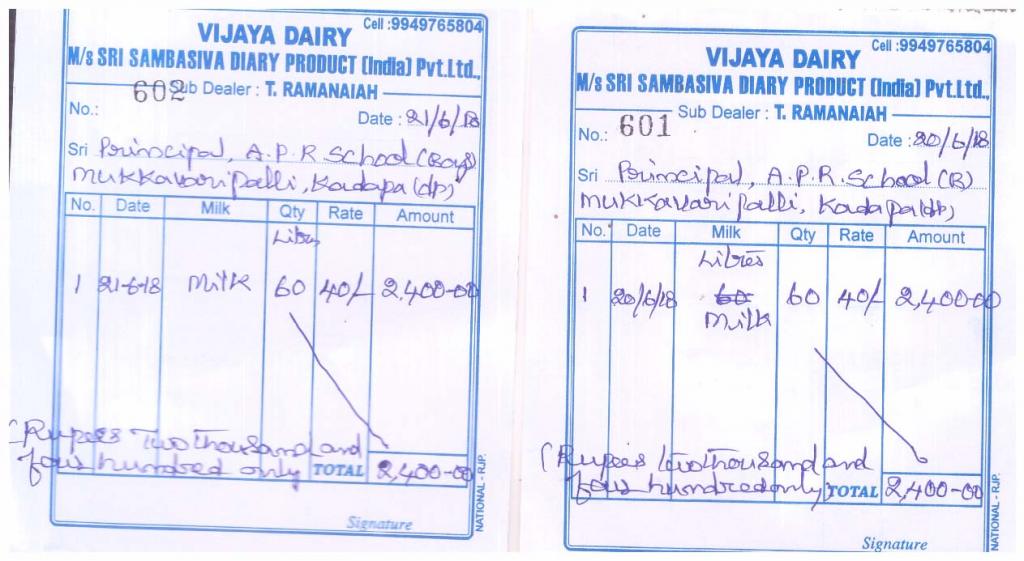 Cell :9949765804
VIJAYA DAIRY
M/s SRI SAMBASIVA DIARY PRODUCT (India) Pvt.Ltd.,
602
Sub Dealer : T. RAMANAIAH
No.:
Date : 21/6/18
Sri Principal, A.P.R School (Boys)
Mukkavaripalli, Kadapa (dt)
No. Date Milk Qty Rate Amount
Litres
1 21-6-18 Milk 60 40/- 2,400-00
(Rupees Two thousand and
four hundred only TOTAL 2,400-00
Signature
NATIONAL - RJP.
Cell :9949765804
VIJAYA DAIRY
M/s SRI SAMBASIVA DIARY PRODUCT (India) Pvt.Ltd.,
Sub Dealer : T. RAMANAIAH
No.: 601 Date : 20/6/18
Sri Principal, A.P.R. School (B)
Mukkavaripalli, Kadapa(dt)
No. Date Milk Qty Rate Amount
Litres
1 20/6/18 60 60 40/- 2,400-00
Milk
(Rupees Two thousand and
four hundred only) TOTAL 2,400-00
Signature
NATIONAL - RJP.